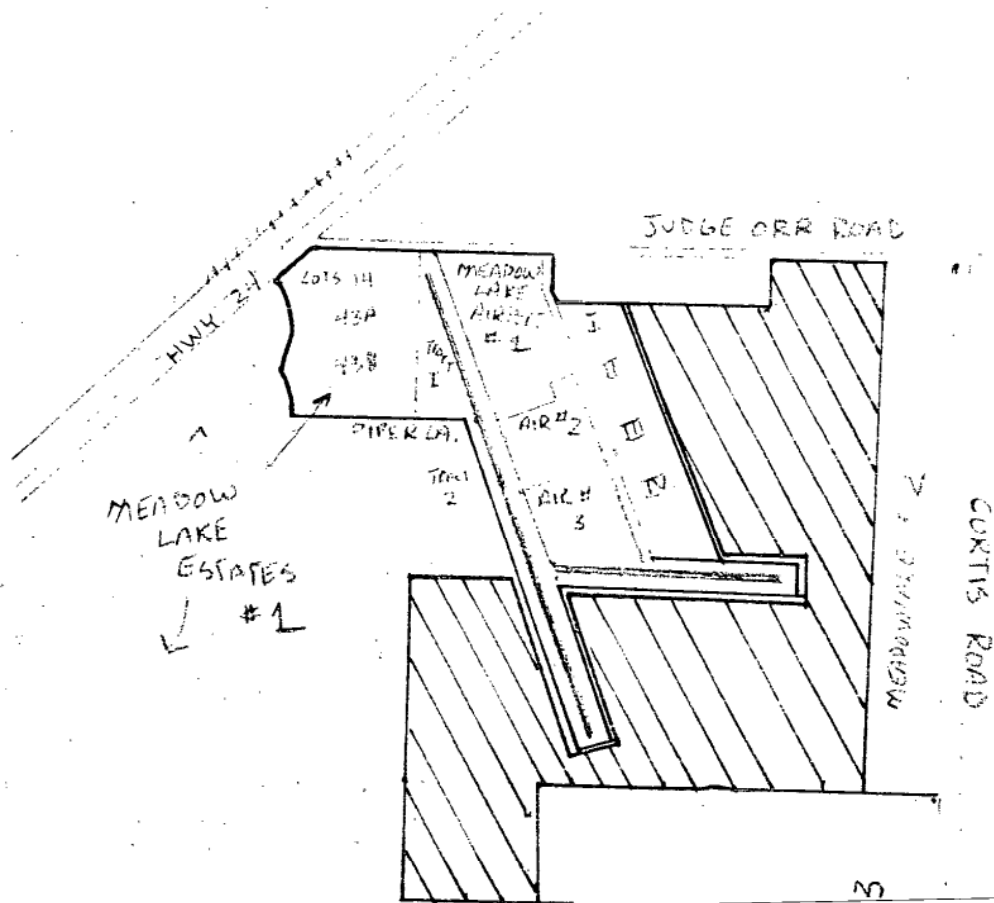 JUDGE ORR ROAD
HWY 24
LOTS 14
43A
43B
MEADOW
LAKE
#1
TRACT
1
I
II
III
IV
AIR #2
PIPER LA.
TRACT
2
AIR #
3
MEADOW
LAKE
ESTATES
#1
CURTIS ROAD
3